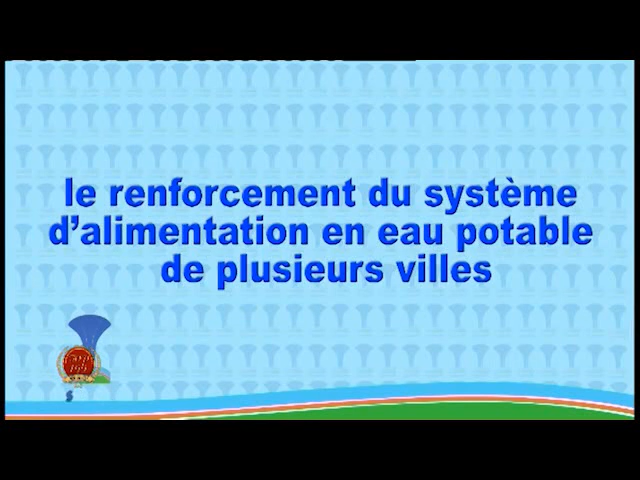 le renforcement du système
d'alimentation en eau potable
de plusieurs villes